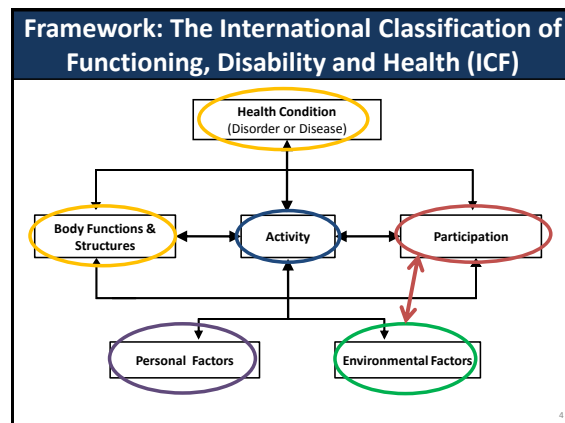 Framework: The International Classification of
Functioning, Disability and Health (ICF)
Health Condition
(Disorder or Disease)
Body Functions &
Structures
Activity
Participation
Personal Factors
Environmental Factors
4